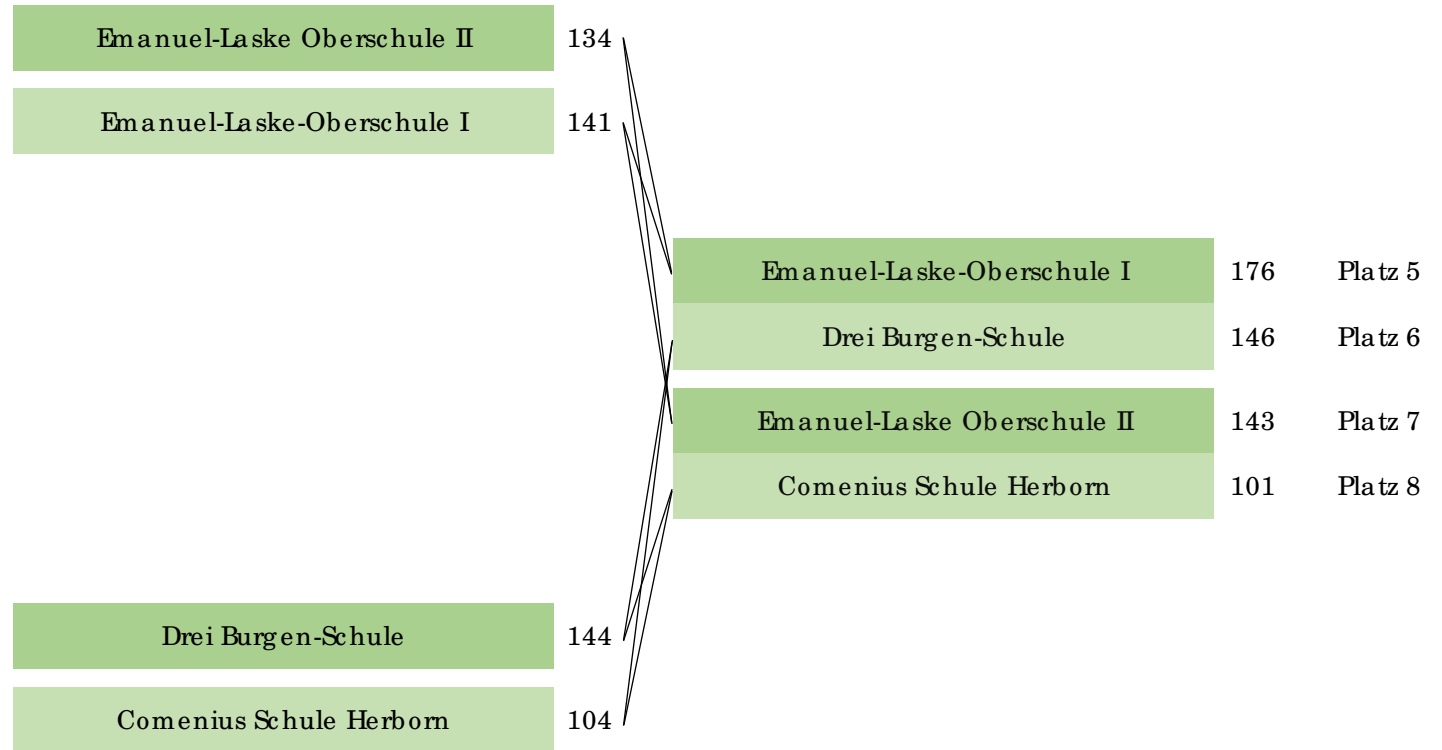 Emanuel-Laske Oberschule II 134
Emanuel-Laske-Oberschule I 141
Emanuel-Laske-Oberschule I 176 Platz 5
Drei Burgen-Schule 146 Platz 6
Emanuel-Laske Oberschule II 143 Platz 7
Comenius Schule Herborn 101 Platz 8
Drei Burgen-Schule 144
Comenius Schule Herborn 104